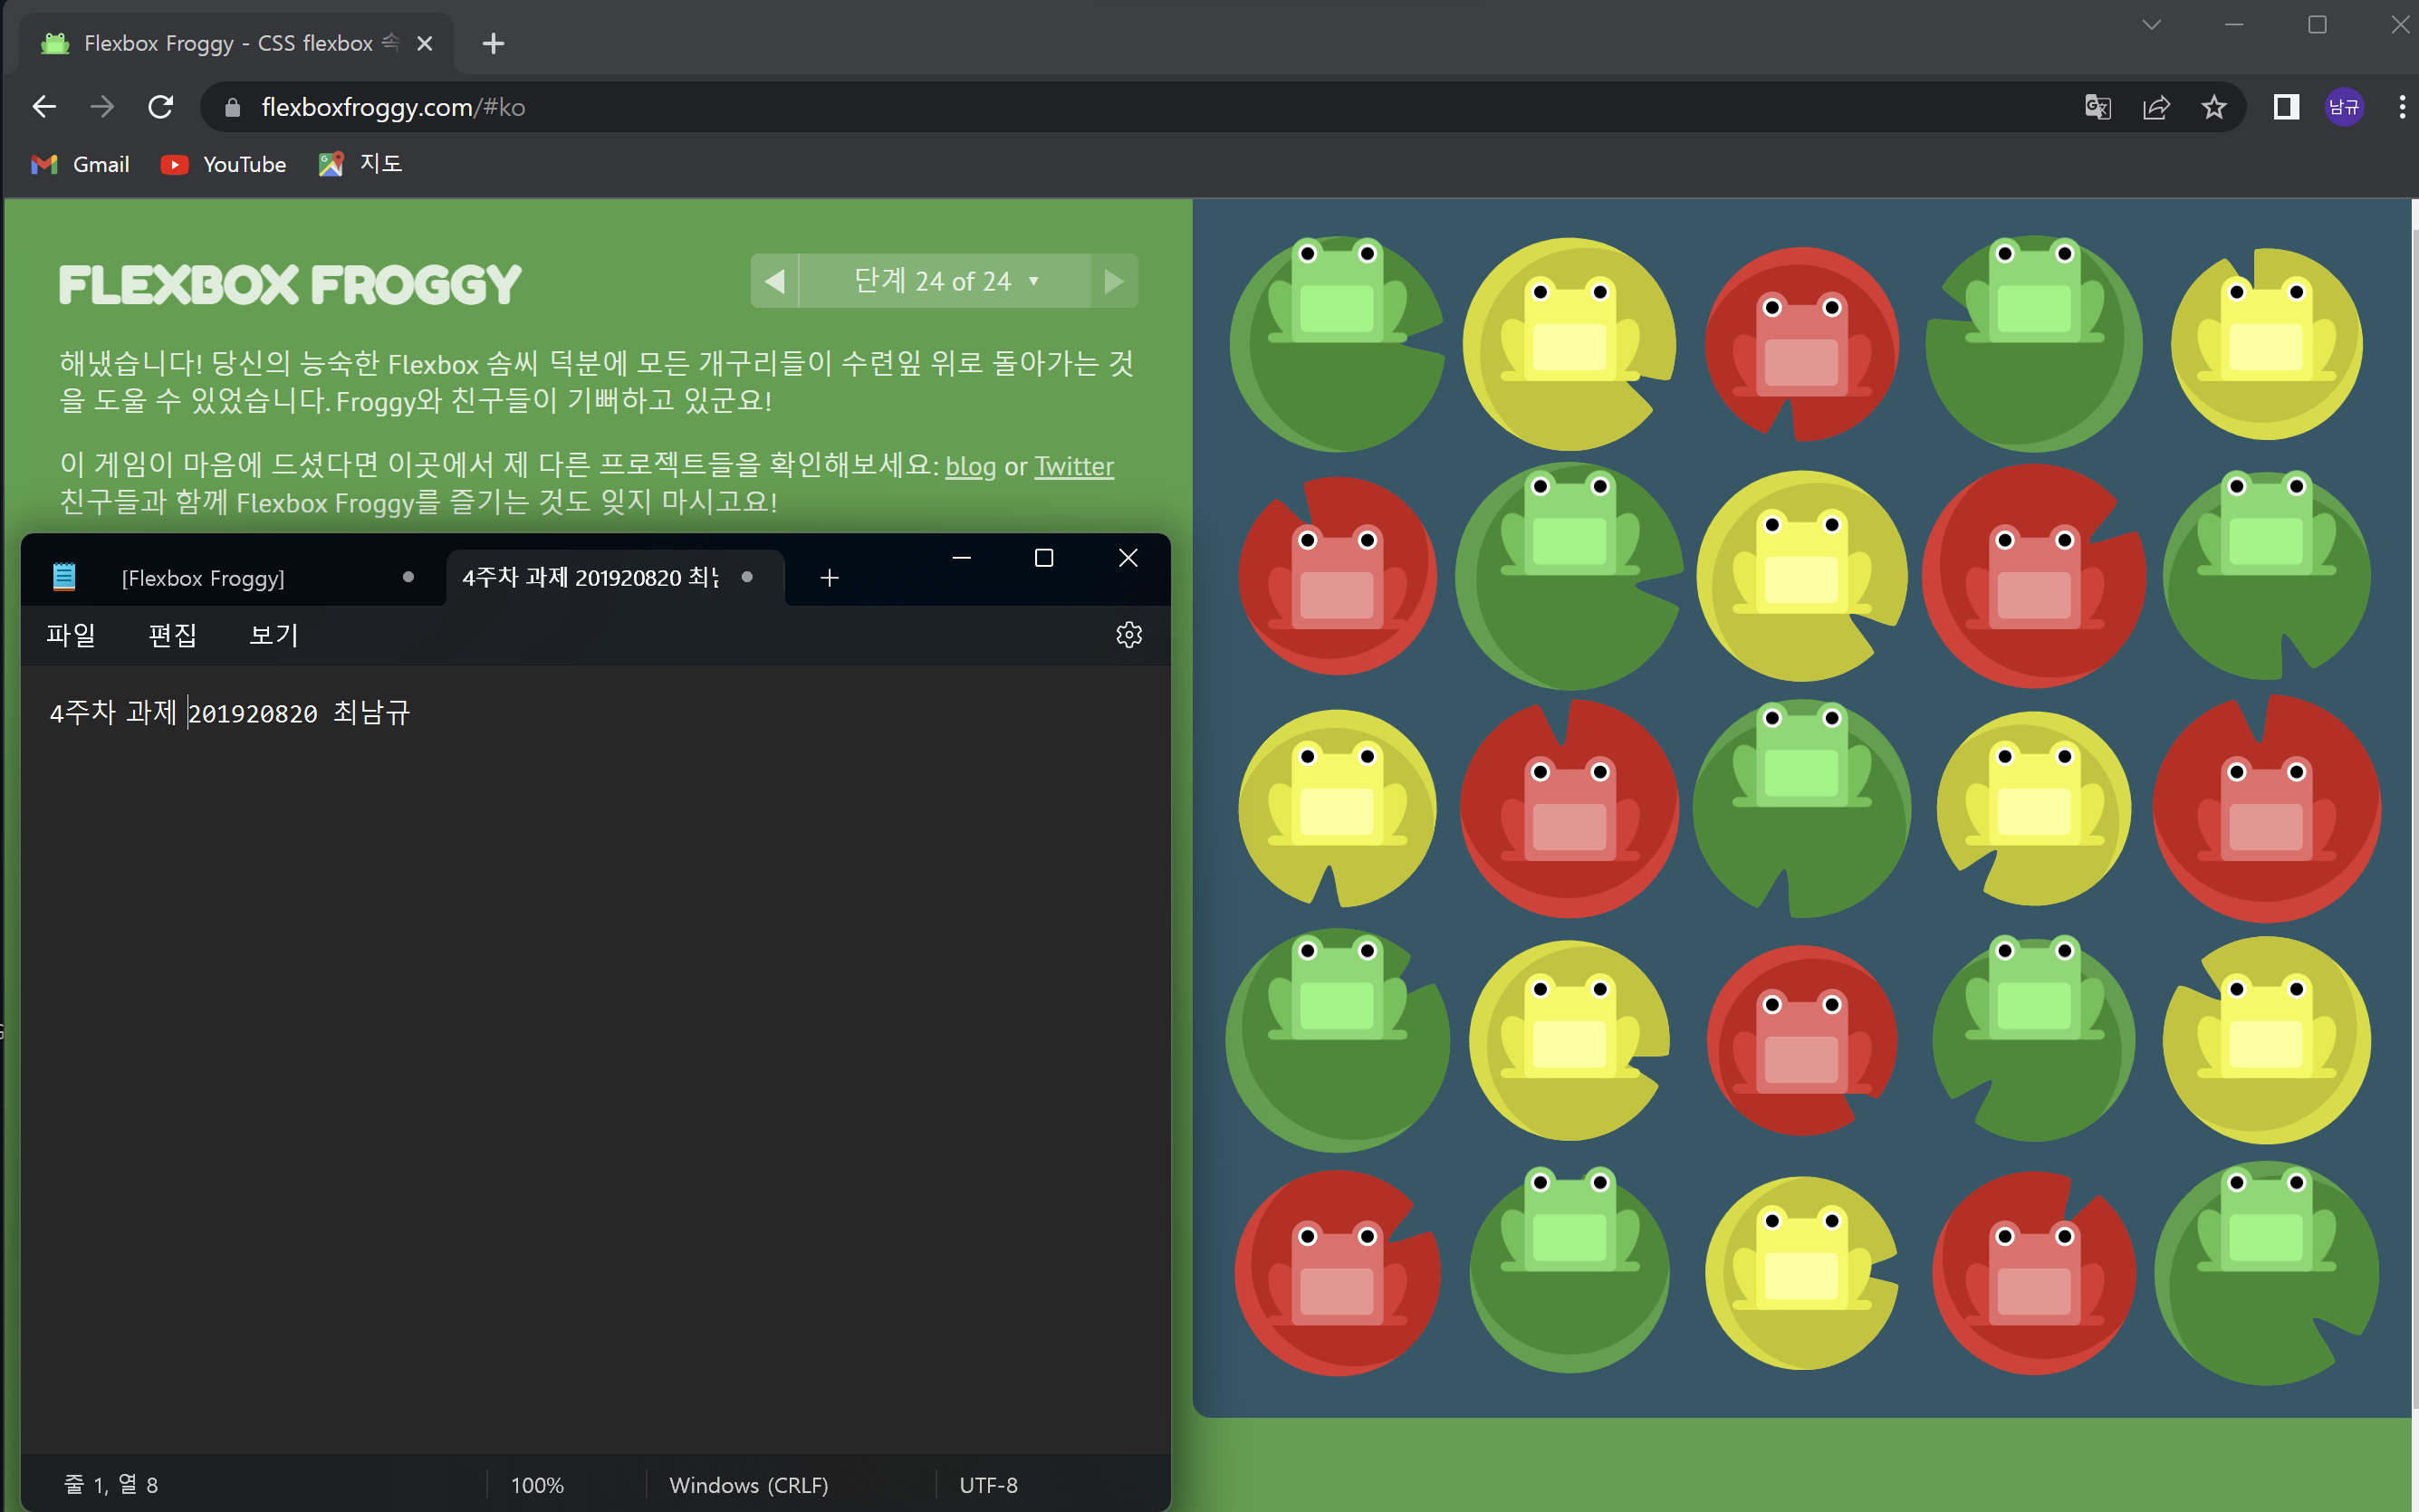 Flexbox Froggy - CSS flexbox 속
flexboxfroggy.com/#ko
남규
Gmail
YouTube
지도
FLEXBOX FROGGY
단계 24 of 24
해냈습니다! 당신의 능숙한 Flexbox 솜씨 덕분에 모든 개구리들이 수련잎 위로 돌아가는 것
을 도울 수 있었습니다. Froggy와 친구들이 기뻐하고 있군요!
이 게임이 마음에 드셨다면 이곳에서 제 다른 프로젝트들을 확인해보세요: blog or Twitter
친구들과 함께 Flexbox Froggy를 즐기는 것도 잊지 마시고요!
[Flexbox Froggy]
4주차 과제 201920820
파일
편집
보기
4주차 과제 201920820 최남규
줄 1, 열 8
100%
Windows (CRLF)
UTF-8